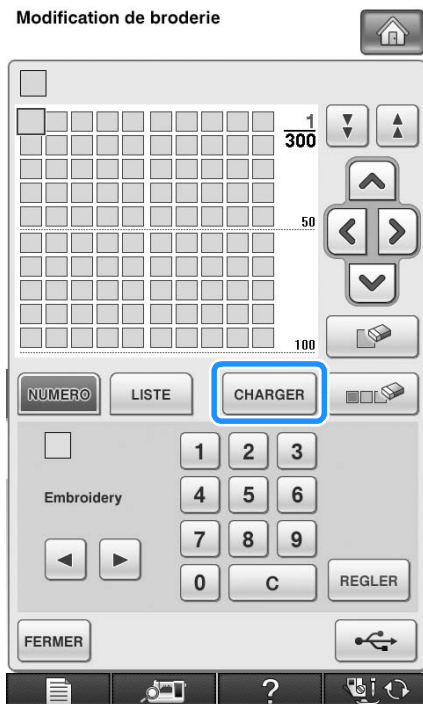 Modification de broderie
1
300
50
100
NUMERO LISTE CHARGER
1 2 3
Embroidery 4 5 6
7 8 9
0 C REGLER
FERMER
?